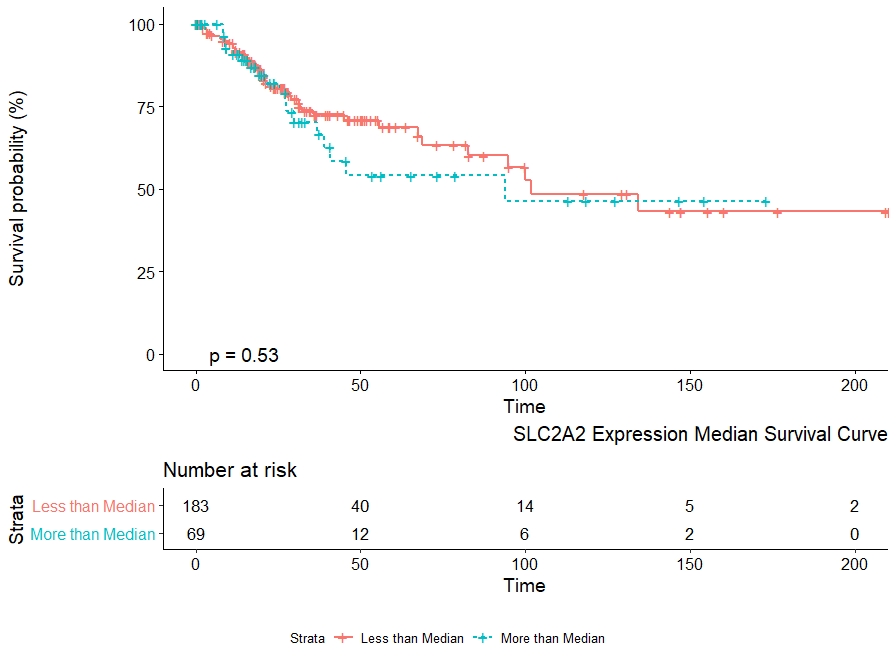 100
75
50
25
0
Survival probability (%)
p = 0.53
0 50 100 150 200
Time
SLC2A2 Expression Median Survival Curve
Number at risk
Strata
Less than Median 183 40 14 5 2
More than Median 69 12 6 2 0
0 50 100 150 200
Time
Strata Less than Median More than Median